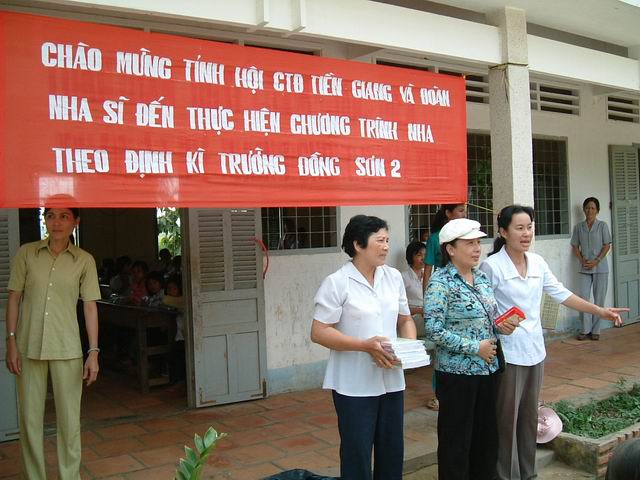 CHÀO MỪNG TỈNH HỘI CTĐ TIỀN GIANG VÀ ĐOÀN
NHA SĨ ĐẾN THỰC HIỆN CHƯƠNG TRÌNH NHA
THEO ĐỊNH KÌ TRƯỜNG ĐỒNG SƠN 2